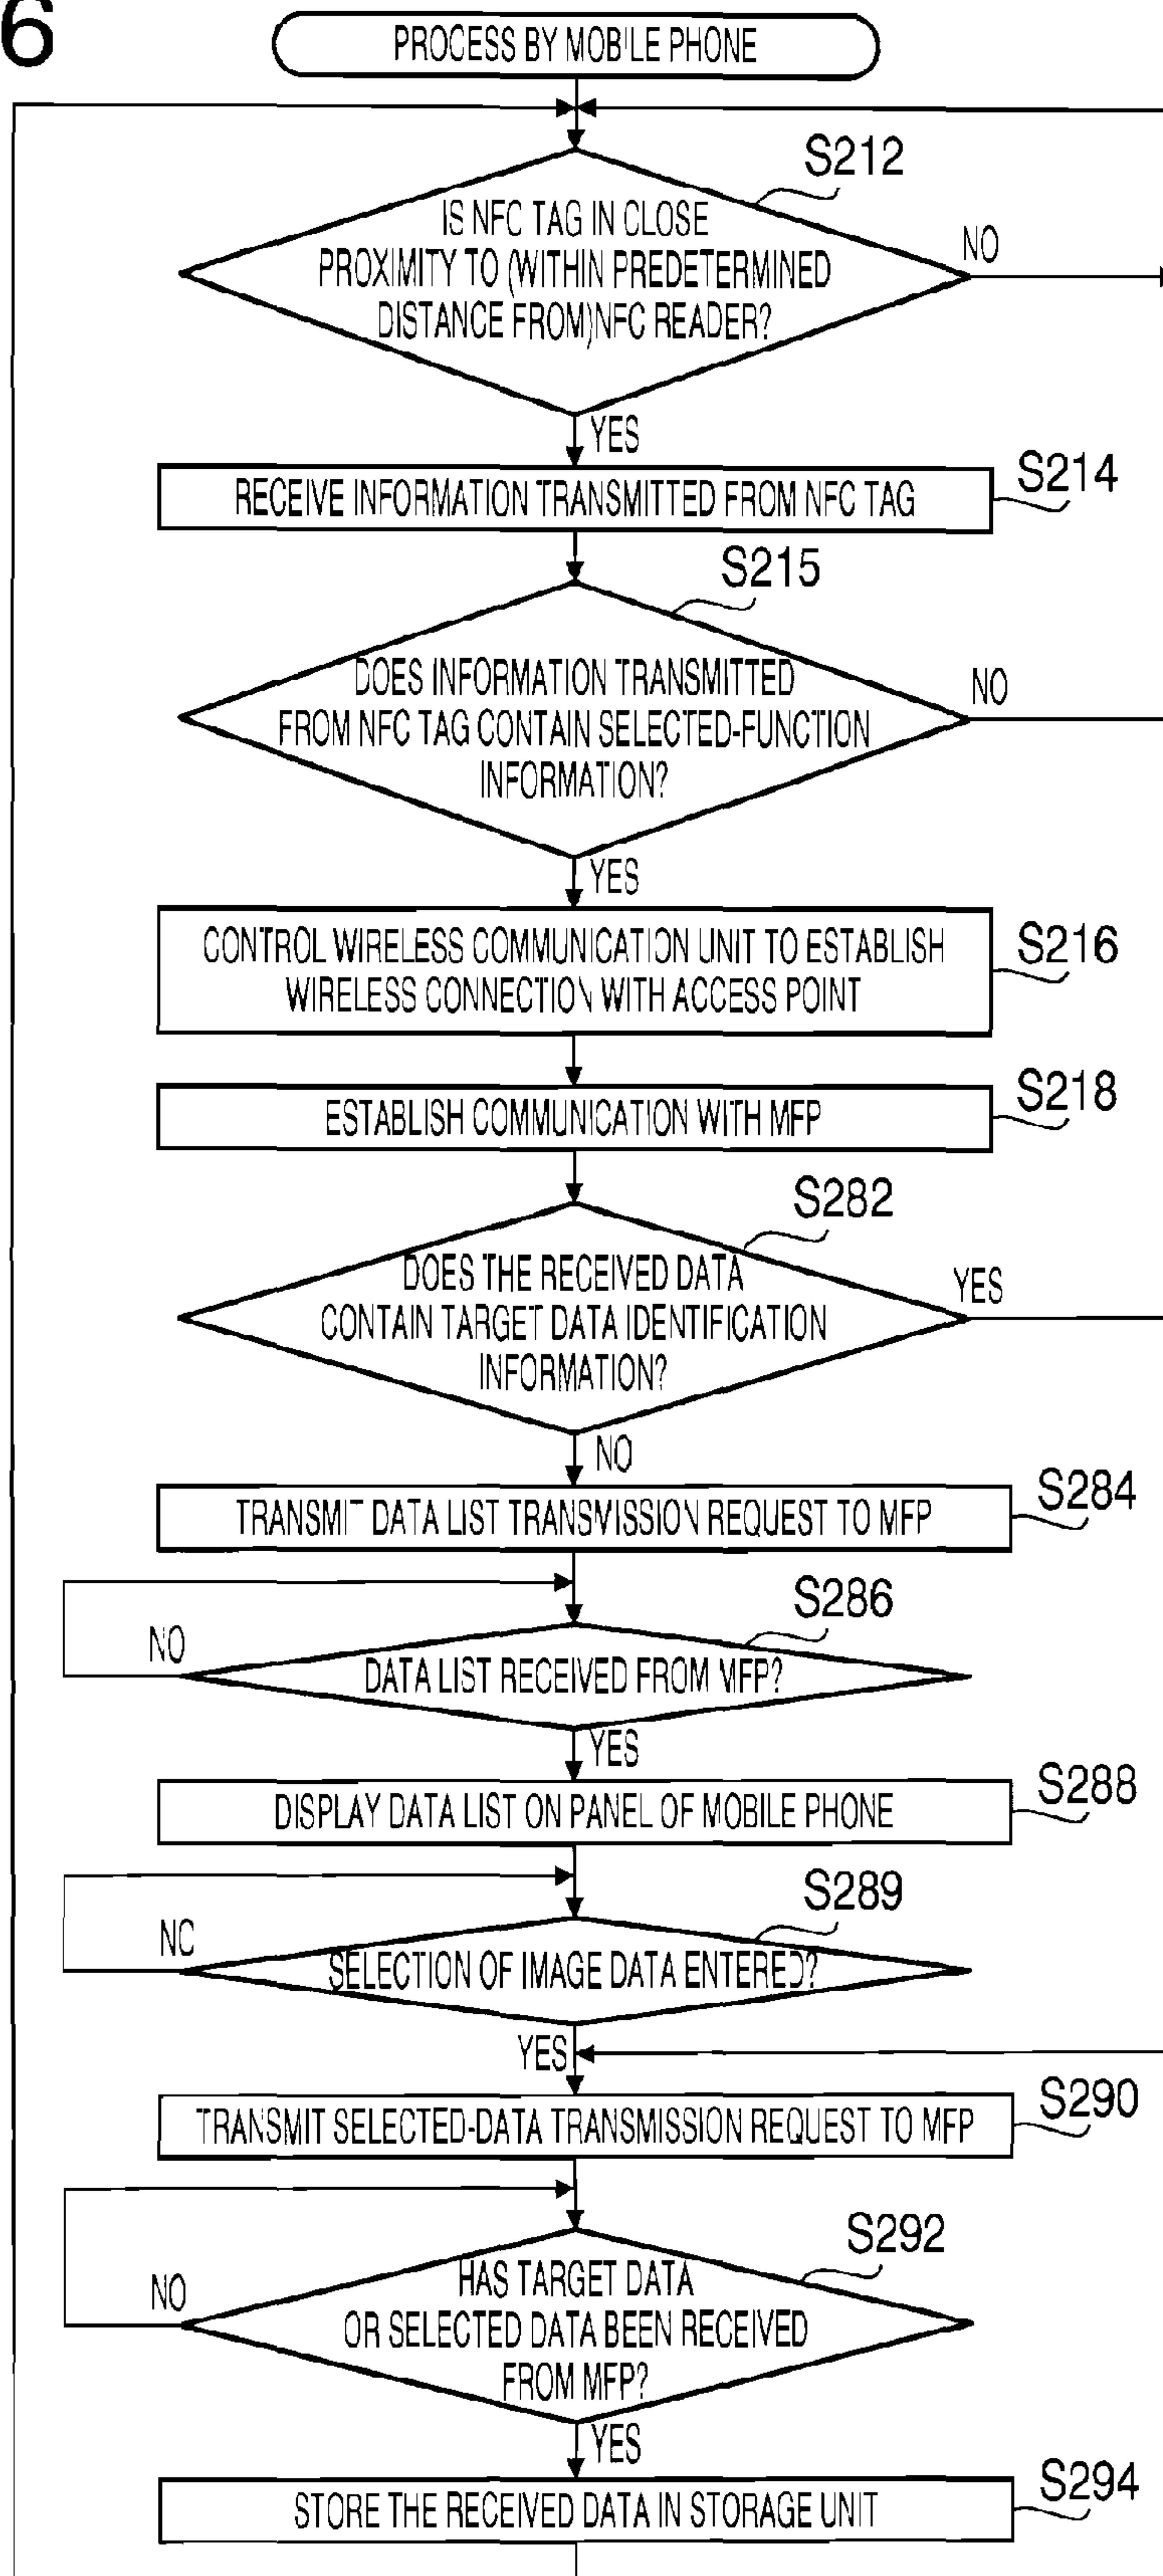 6
PROCESS BY MOBILE PHONE
S212
IS NFC TAG IN CLOSE
PROXIMITY TO (WITHIN PREDETERMINED
DISTANCE FROM)NFC READER?
NO
YES
RECEIVE INFORMATION TRANSMITTED FROM NFC TAG
S214
S215
DOES INFORMATION TRANSMITTED
FROM NFC TAG CONTAIN SELECTED-FUNCTION
INFORMATION?
NO
YES
CONTROL WIRELESS COMMUNICATION UNIT TO ESTABLISH
WIRELESS CONNECTION WITH ACCESS POINT
S216
ESTABLISH COMMUNICATION WITH MFP
S218
S282
DOES THE RECEIVED DATA
CONTAIN TARGET DATA IDENTIFICATION
INFORMATION?
YES
NO
TRANSMIT DATA LIST TRANSMISSION REQUEST TO MFP
S284
S286
NO
DATA LIST RECEIVED FROM MFP?
YES
DISPLAY DATA LIST ON PANEL OF MOBILE PHONE
S288
S289
NO
SELECTION OF IMAGE DATA ENTERED?
YES
TRANSMIT SELECTED-DATA TRANSMISSION REQUEST TO MFP
S290
S292
NO
HAS TARGET DATA
OR SELECTED DATA BEEN RECEIVED
FROM MFP?
YES
STORE THE RECEIVED DATA IN STORAGE UNIT
S294